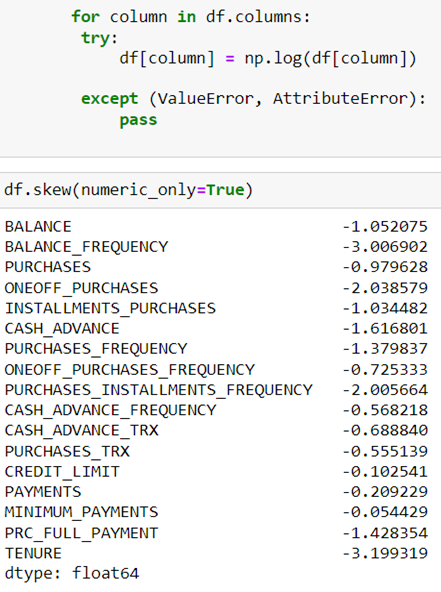 for column in df.columns:
try:
df[column] = np.log(df[column])
except (ValueError, AttributeError):
pass
df.skew(numeric_only=True)
BALANCE -1.052075
BALANCE_FREQUENCY -3.006902
PURCHASES -0.979628
ONEOFF_PURCHASES -2.038579
INSTALLMENTS_PURCHASES -1.034482
CASH_ADVANCE -1.616801
PURCHASES_FREQUENCY -1.379837
ONEOFF_PURCHASES_FREQUENCY -0.725333
PURCHASES_INSTALLMENTS_FREQUENCY -2.005664
CASH_ADVANCE_FREQUENCY -0.568218
CASH_ADVANCE_TRX -0.688840
PURCHASES_TRX -0.555139
CREDIT_LIMIT -0.102541
PAYMENTS -0.209229
MINIMUM_PAYMENTS -0.054429
PRC_FULL_PAYMENT -1.428354
TENURE -3.199319
dtype: float64